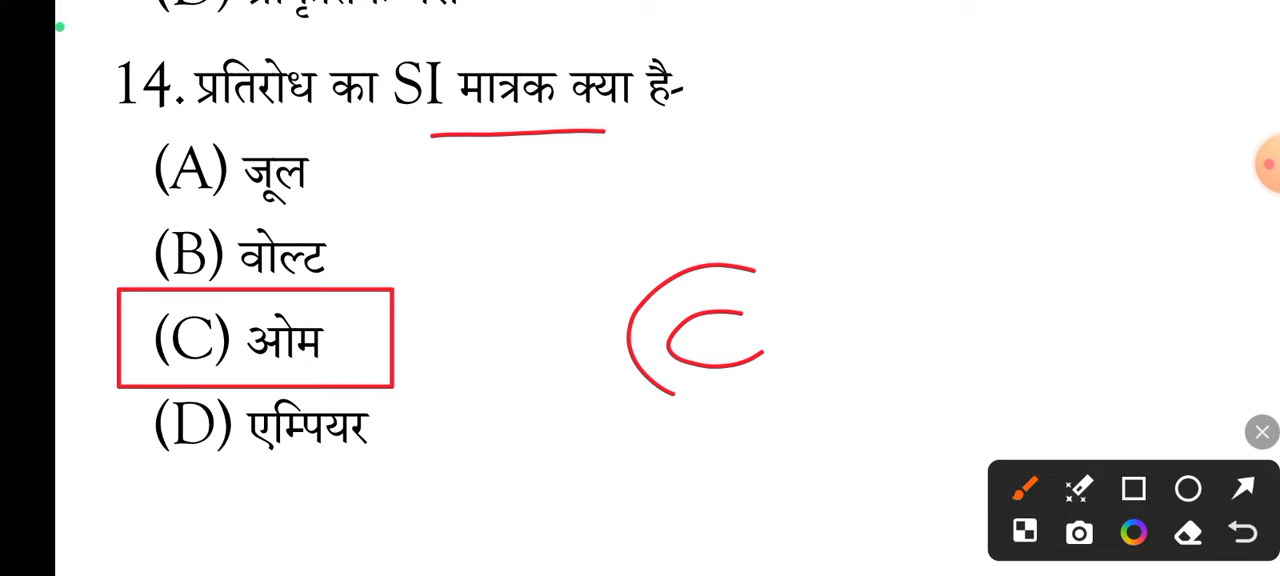 14. प्रतिरोध का SI मात्रक क्या है-
(A) जूल
(B) वोल्ट
(C) ओम
(D) एम्पियर
(C